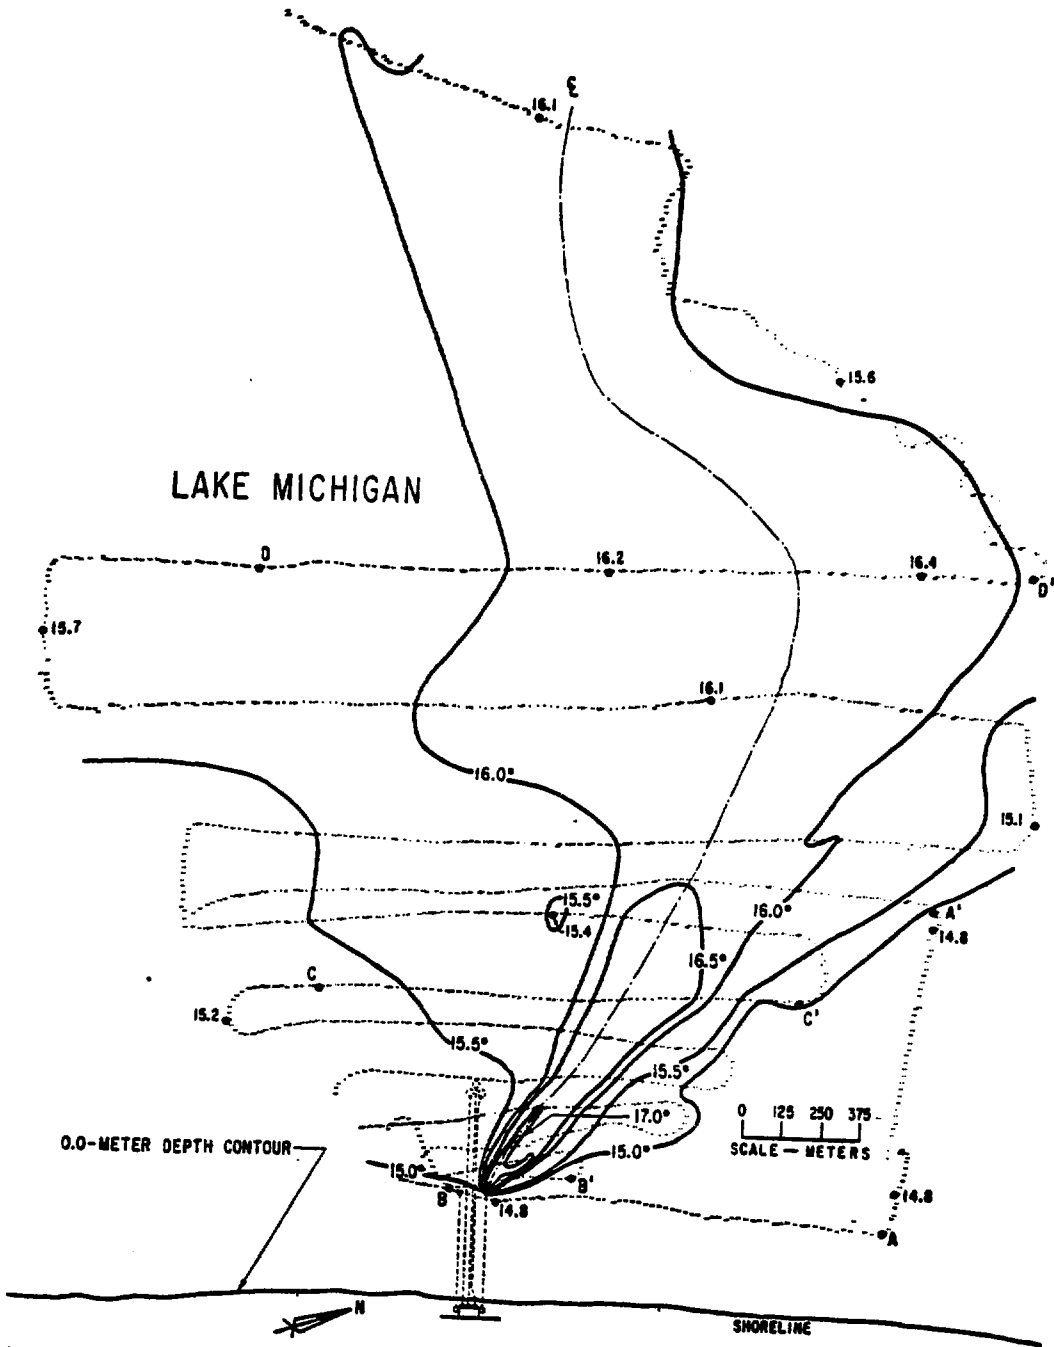 ℄
16.1
15.6
LAKE MICHIGAN
D
16.2
16.4
D'
15.7
16.1
16.0°
15.1
15.5°
15.4
16.0°
A'
14.8
16.5°
C
C'
15.2
15.5°
15.5°
17.0°
0 125 250 375
SCALE — METERS
0.0-METER DEPTH CONTOUR
15.0°
15.0°
B
B'
14.8
14.8
A
N
SHORELINE